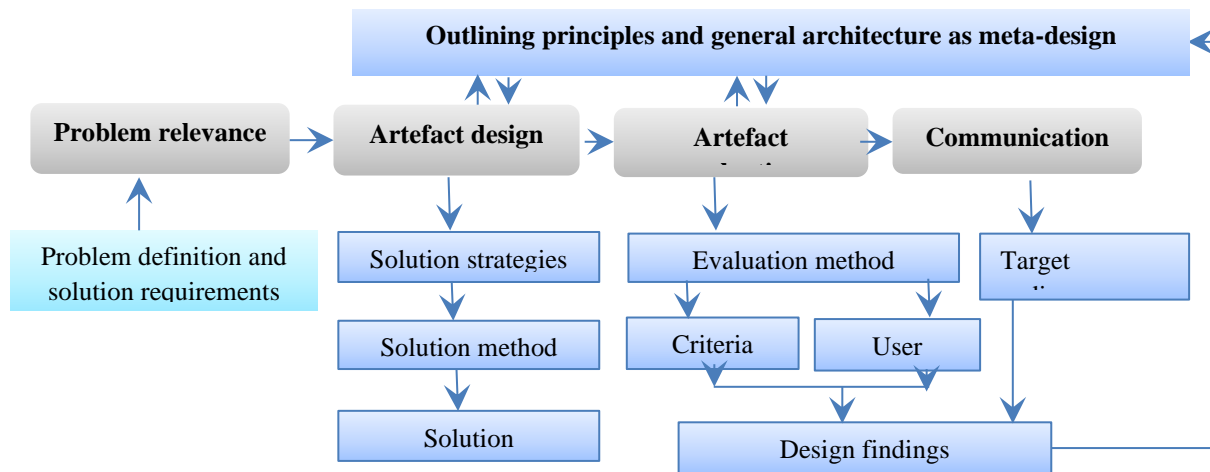 Outlining principles and general architecture as meta-design
Problem relevance
Artefact design
Artefact
Communication
Problem definition and
solution requirements
Solution strategies
Evaluation method
Target
Solution method
Criteria
User
Solution
Design findings